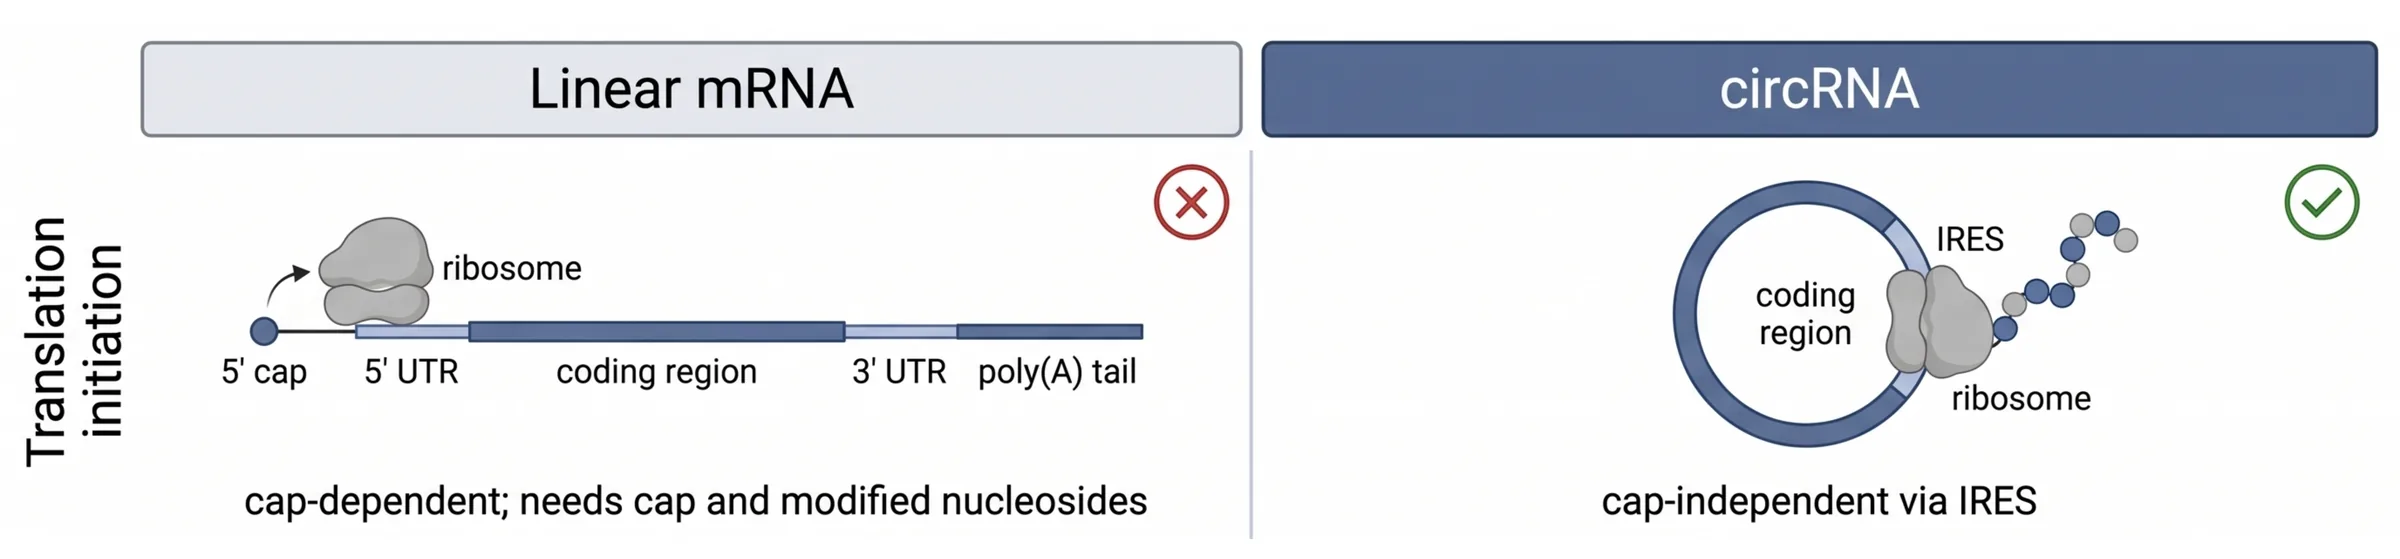 Linear mRNA
circRNA
Translation
initiation
ribosome
5' cap
5' UTR
coding region
3' UTR
poly(A) tail
cap-dependent; needs cap and modified nucleosides
IRES
coding
region
ribosome
cap-independent via IRES